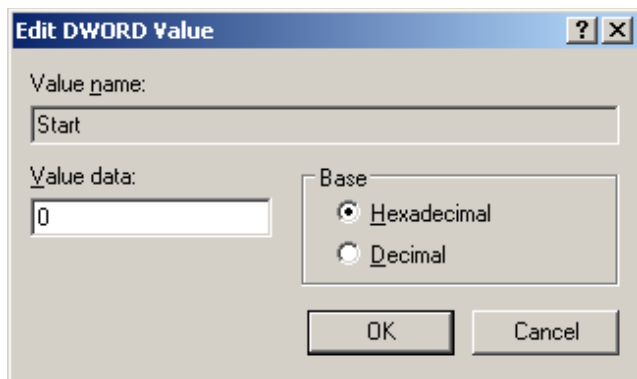 Edit DWORD Value
Value name:
Start
Value data:
0
Base
Hexadecimal
Decimal
OK
Cancel